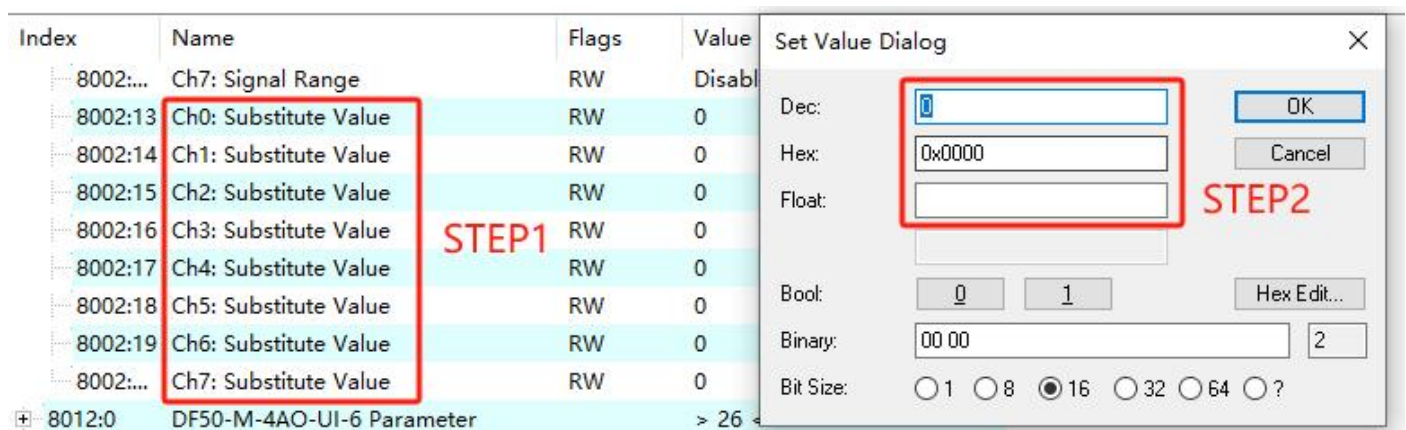 Index Name Flags Value
8002:... Ch7: Signal Range RW Disabl
8002:13 Ch0: Substitute Value RW 0
8002:14 Ch1: Substitute Value RW 0
8002:15 Ch2: Substitute Value RW 0
8002:16 Ch3: Substitute Value RW 0
8002:17 Ch4: Substitute Value RW 0
8002:18 Ch5: Substitute Value RW 0
8002:19 Ch6: Substitute Value RW 0
8002:... Ch7: Substitute Value RW 0
8012:0 DF50-M-4AO-UI-6 Parameter > 26 <
STEP1
Set Value Dialog
Dec: 0 OK
Hex: 0x0000 Cancel
Float:
STEP2
Bool: 0 1 Hex Edit...
Binary: 00 00 2
Bit Size: 1 8 16 32 64 ?